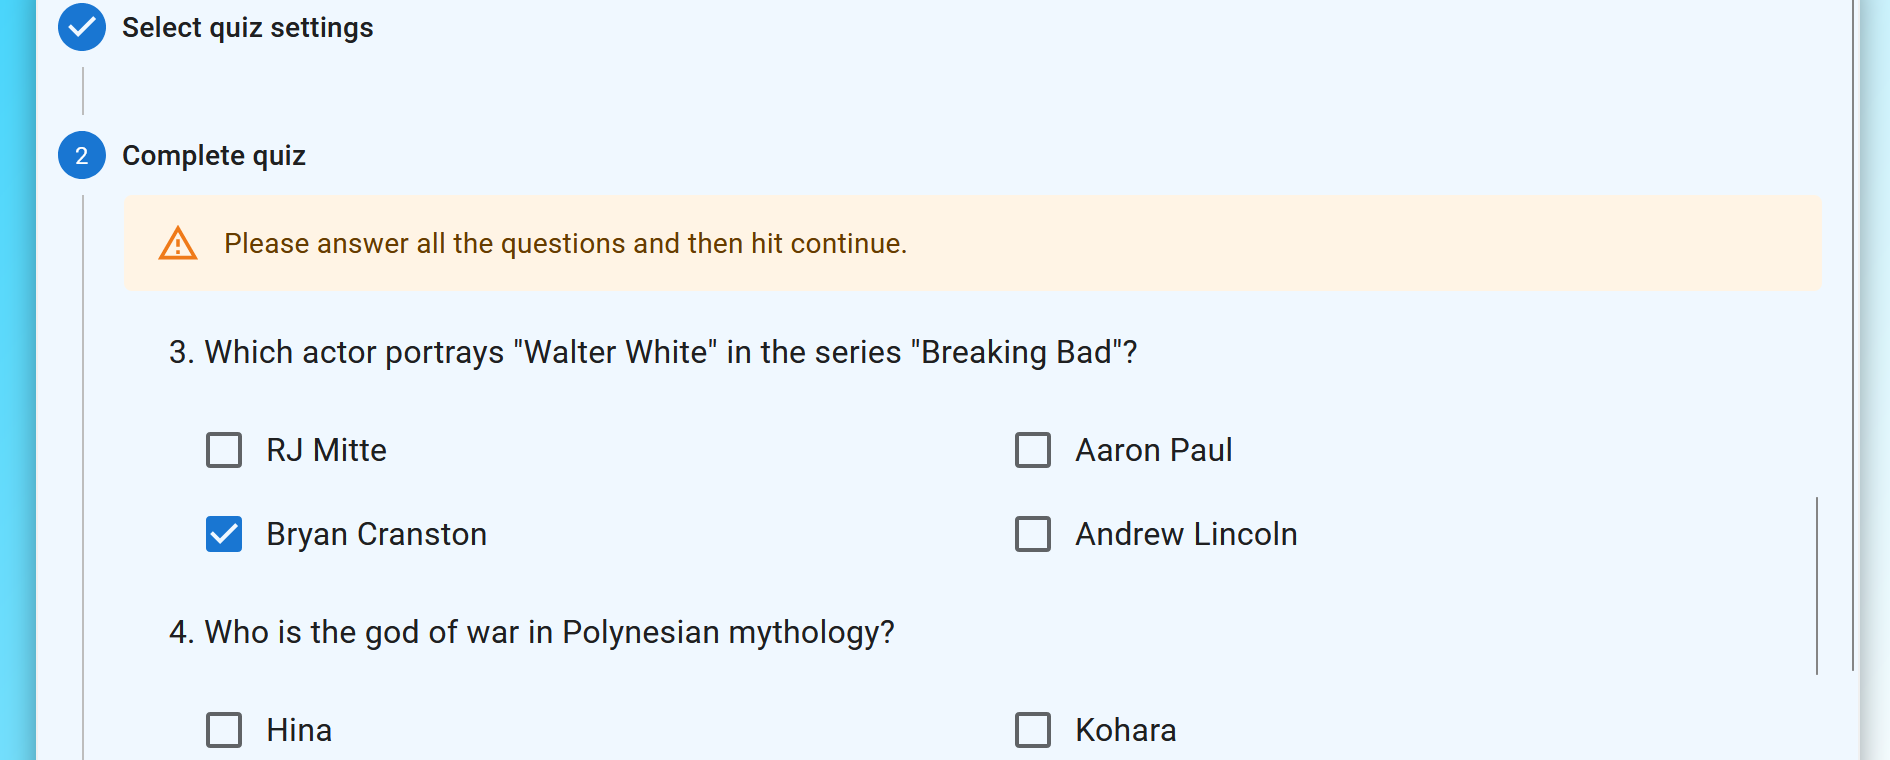 Select quiz settings
2 Complete quiz
Please answer all the questions and then hit continue.
3. Which actor portrays "Walter White" in the series "Breaking Bad"?
RJ Mitte
Aaron Paul
Bryan Cranston
Andrew Lincoln
4. Who is the god of war in Polynesian mythology?
Hina
Kohara